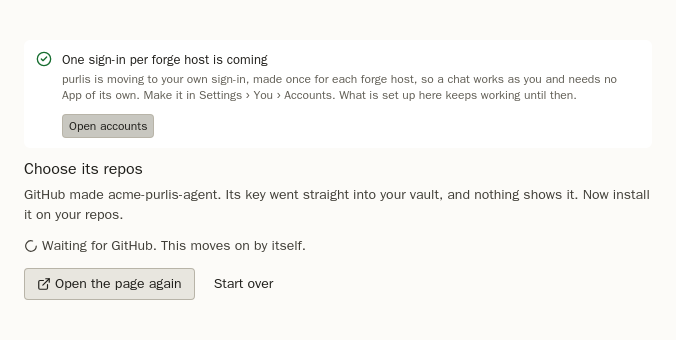 One sign-in per forge host is coming
purlis is moving to your own sign-in, made once for each forge host, so a chat works as you and needs no
App of its own. Make it in Settings › You › Accounts. What is set up here keeps working until then.
Open accounts
Choose its repos
GitHub made acme-purlis-agent. Its key went straight into your vault, and nothing shows it. Now install
it on your repos.
Waiting for GitHub. This moves on by itself.
Open the page again
Start over